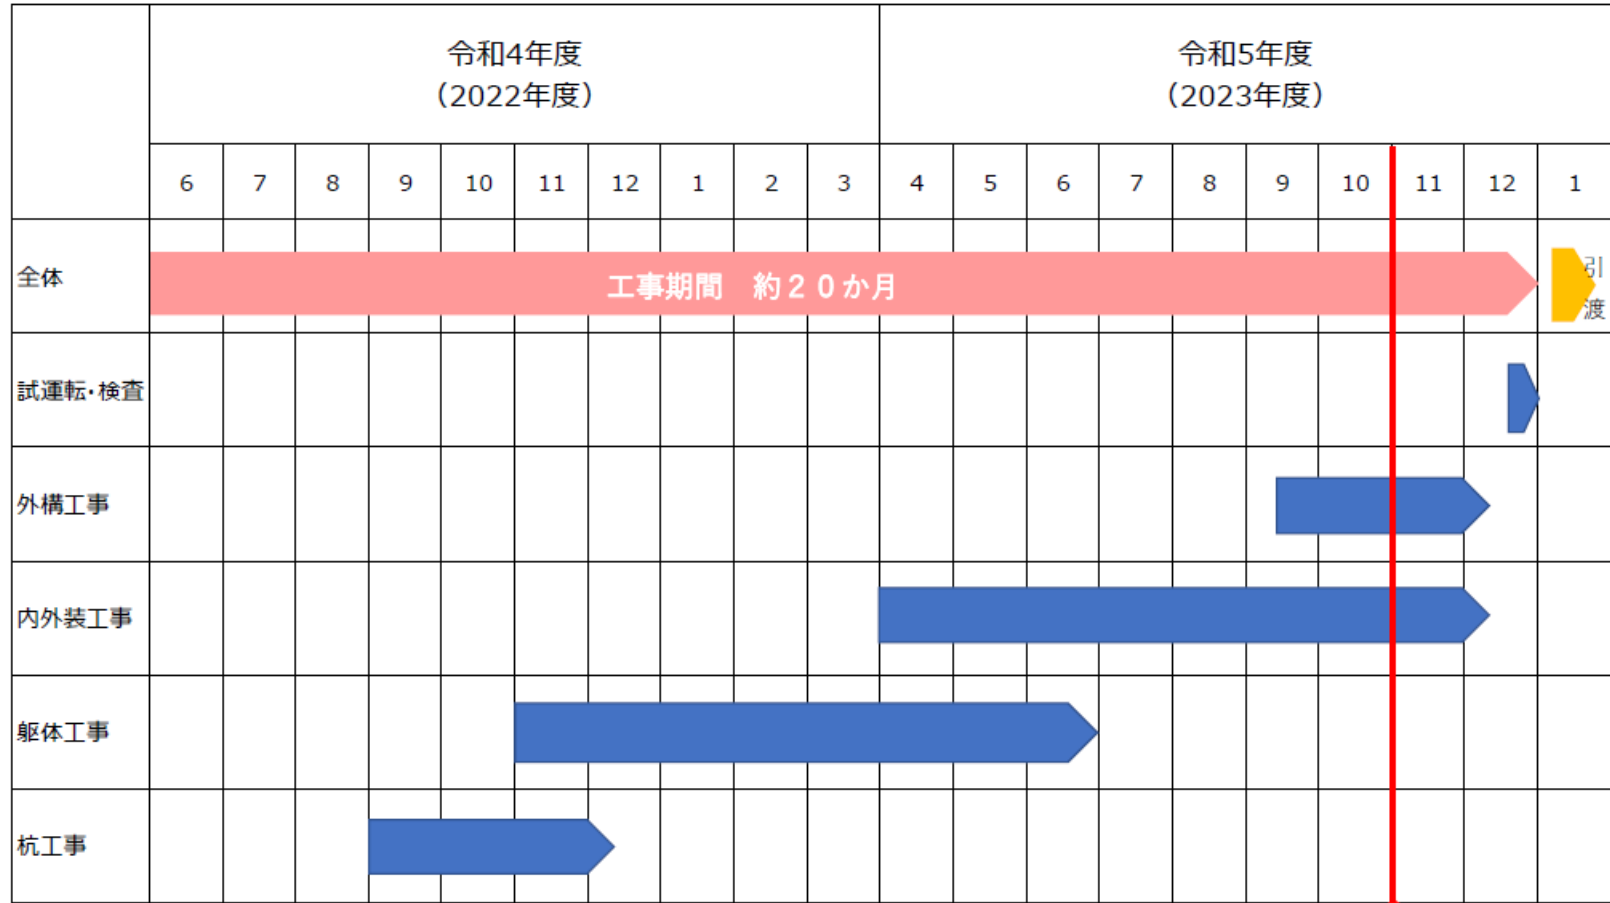 令和4年度
（2022年度）
令和5年度
（2023年度）
6 7 8 9 10 11 12 1 2 3 4 5 6 7 8 9 10 11 12 1
全体
工事期間　約２０か月
引
渡
試運転・検査
外構工事
内外装工事
躯体工事
杭工事